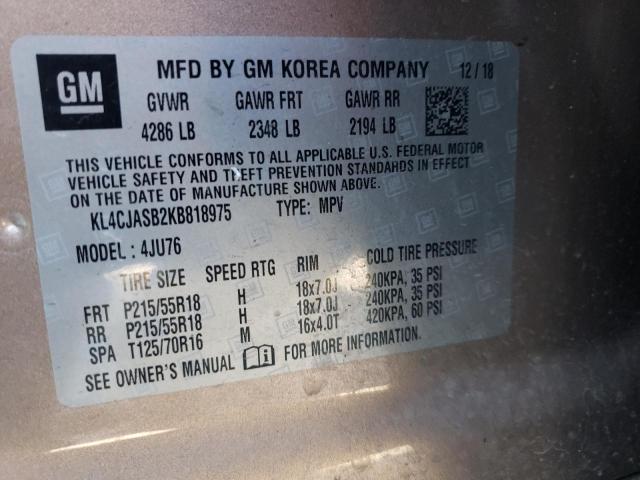 GM
MFD BY GM KOREA COMPANY 12/18
GVWR GAWR FRT GAWR RR
4286 LB 2348 LB 2194 LB
THIS VEHICLE CONFORMS TO ALL APPLICABLE U.S. FEDERAL MOTOR
VEHICLE SAFETY AND THEFT PREVENTION STANDARDS IN EFFECT
ON THE DATE OF MANUFACTURE SHOWN ABOVE.
KL4CJASB2KB818975 TYPE: MPV
MODEL: 4JU76
TIRE SIZE SPEED RTG RIM COLD TIRE PRESSURE
FRT P215/55R18 H 18x7.0J 240KPA, 35 PSI
RR P215/55R18 H 18x7.0J 240KPA, 35 PSI
SPA T125/70R16 M 16x4.0T 420KPA, 60 PSI
SEE OWNER'S MANUAL FOR MORE INFORMATION.